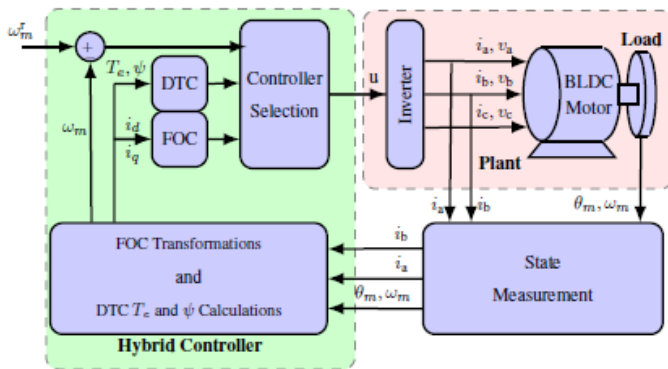 ω_m^r
+
−
T_e, ψ
DTC
i_d
i_q
FOC
ω_m
Controller
Selection
u
Inverter
i_a, v_a
i_b, v_b
i_c, v_c
BLDC
Motor
Load
Plant
i_a
i_b
θ_m, ω_m
FOC Transformations
and
DTC T_e and ψ Calculations
Hybrid Controller
i_b
i_a
θ_m, ω_m
State
Measurement